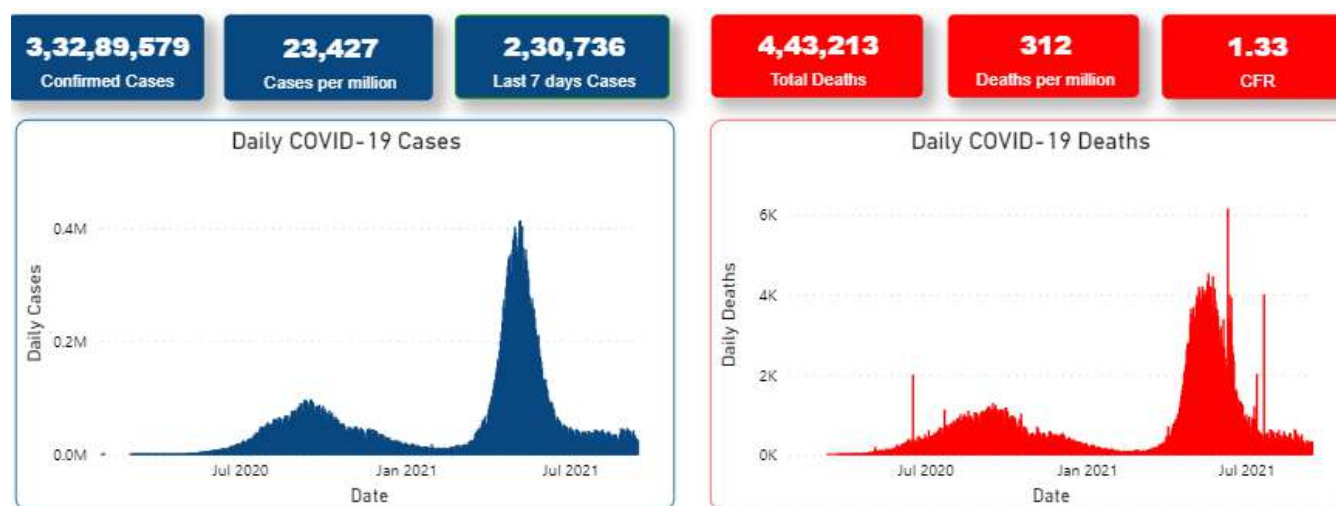 3,32,89,579
Confirmed Cases
23,427
Cases per million
2,30,736
Last 7 days Cases
4,43,213
Total Deaths
312
Deaths per million
1.33
CFR
Daily COVID-19 Cases
Daily Cases
0.4M
0.2M
0.0M
Jul 2020
Jan 2021
Jul 2021
Date
Daily COVID-19 Deaths
Daily Deaths
6K
4K
2K
0K
Jul 2020
Jan 2021
Jul 2021
Date